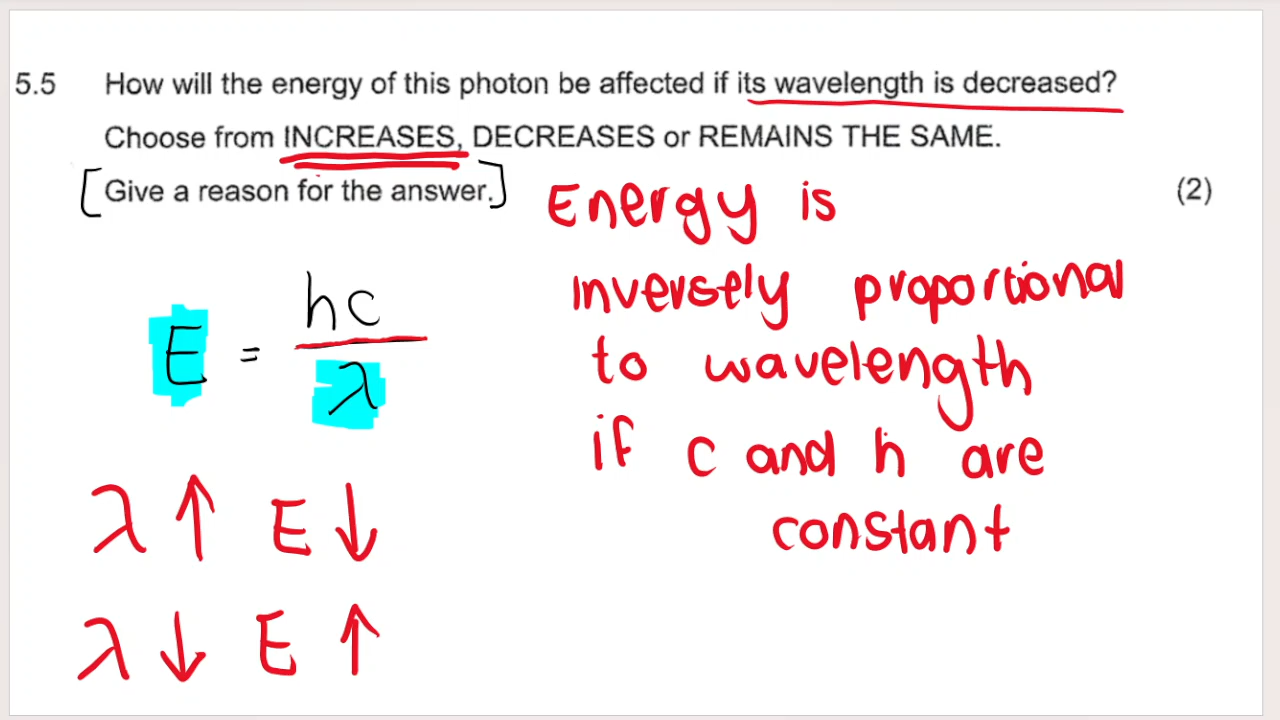 5.5 How will the energy of this photon be affected if its wavelength is decreased?
Choose from INCREASES, DECREASES or REMAINS THE SAME.
[Give a reason for the answer.] (2)
Energy is
inversely proportional
to wavelength
if c and h are
constant
E = hc
λ
λ ↑ E ↓
λ ↓ E ↑